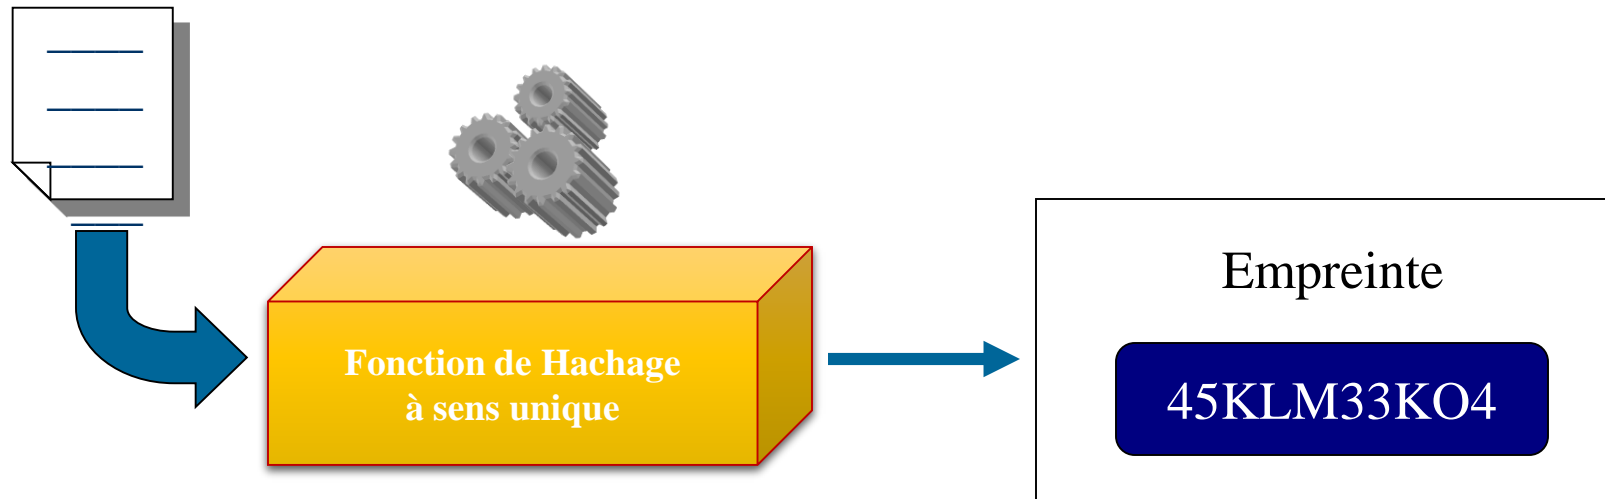 Empreinte
Fonction de Hachage
à sens unique
45KLM33KO4